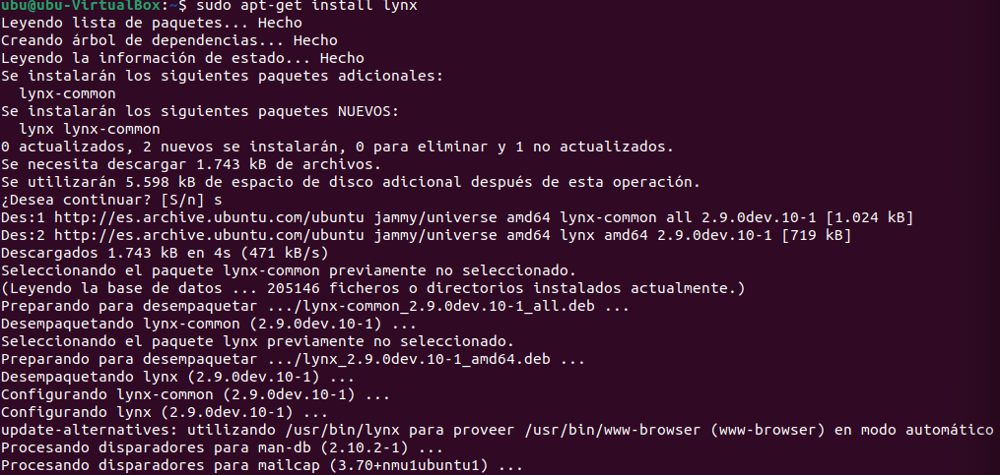 ubu@ubu-VirtualBox:~$ sudo apt-get install lynx
Leyendo lista de paquetes... Hecho
Creando árbol de dependencias... Hecho
Leyendo la información de estado... Hecho
Se instalarán los siguientes paquetes adicionales:
  lynx-common
Se instalarán los siguientes paquetes NUEVOS:
  lynx lynx-common
0 actualizados, 2 nuevos se instalarán, 0 para eliminar y 1 no actualizados.
Se necesita descargar 1.743 kB de archivos.
Se utilizarán 5.598 kB de espacio de disco adicional después de esta operación.
¿Desea continuar? [S/n] s
Des:1 http://es.archive.ubuntu.com/ubuntu jammy/universe amd64 lynx-common all 2.9.0dev.10-1 [1.024 kB]
Des:2 http://es.archive.ubuntu.com/ubuntu jammy/universe amd64 lynx amd64 2.9.0dev.10-1 [719 kB]
Descargados 1.743 kB en 4s (471 kB/s)
Seleccionando el paquete lynx-common previamente no seleccionado.
(Leyendo la base de datos ... 205146 ficheros o directorios instalados actualmente.)
Preparando para desempaquetar .../lynx-common_2.9.0dev.10-1_all.deb ...
Desempaquetando lynx-common (2.9.0dev.10-1) ...
Seleccionando el paquete lynx previamente no seleccionado.
Preparando para desempaquetar .../lynx_2.9.0dev.10-1_amd64.deb ...
Desempaquetando lynx (2.9.0dev.10-1) ...
Configurando lynx-common (2.9.0dev.10-1) ...
Configurando lynx (2.9.0dev.10-1) ...
update-alternatives: utilizando /usr/bin/lynx para proveer /usr/bin/www-browser (www-browser) en modo automático
Procesando disparadores para man-db (2.10.2-1) ...
Procesando disparadores para mailcap (3.70+nmu1ubuntu1) ...